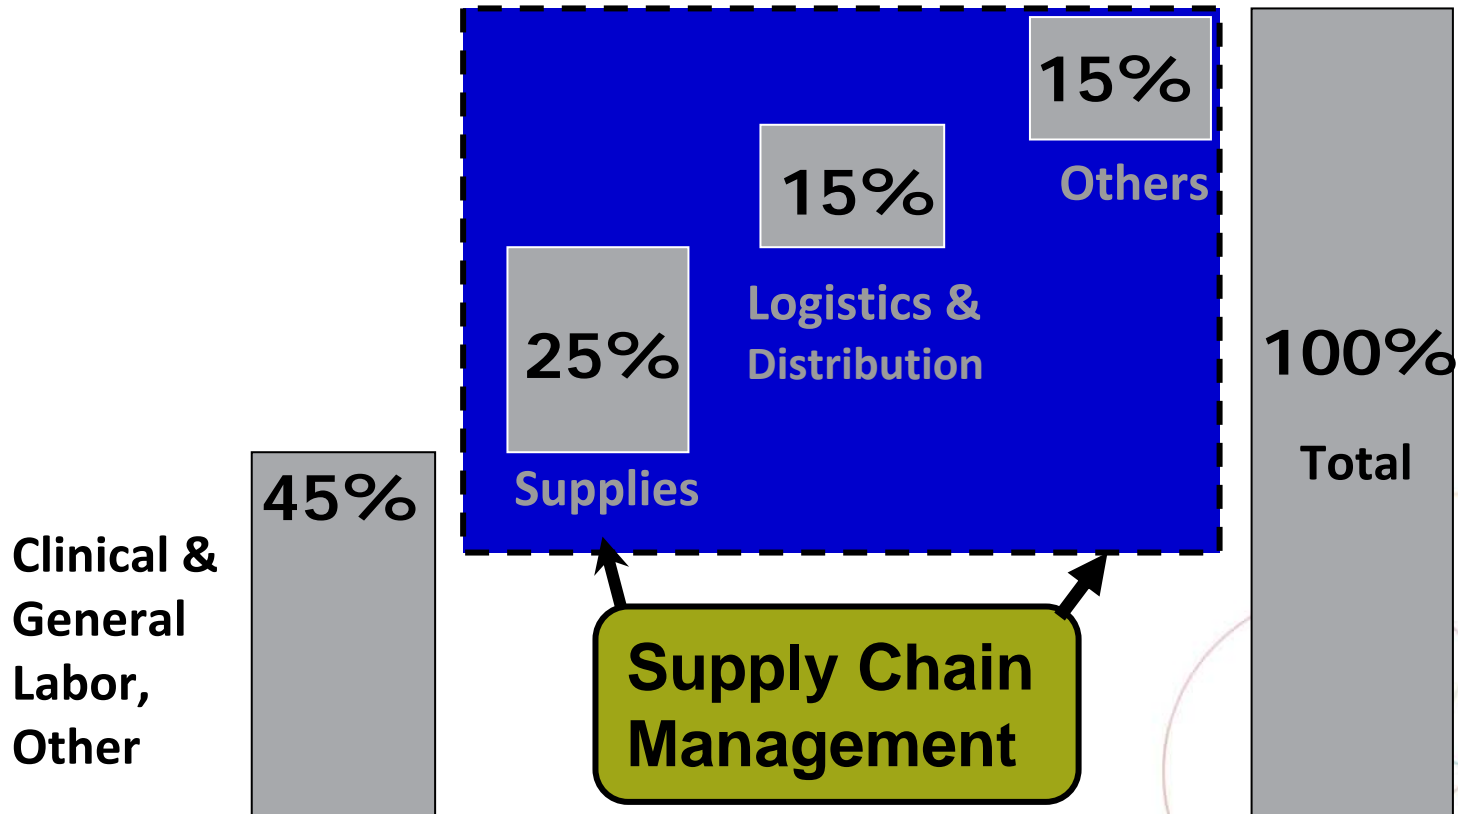 15%
Others
15%
Logistics &
Distribution
25%
Supplies
100%
Total
45%
Clinical &
General
Labor,
Other
Supply Chain
Management